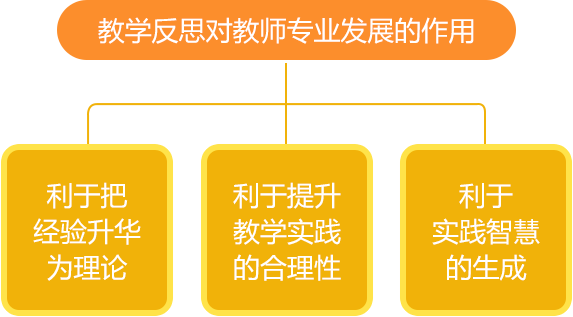 教学反思对教师专业发展的作用
利于把
经验升华
为理论
利于提升
教学实践
的合理性
利于
实践智慧
的生成